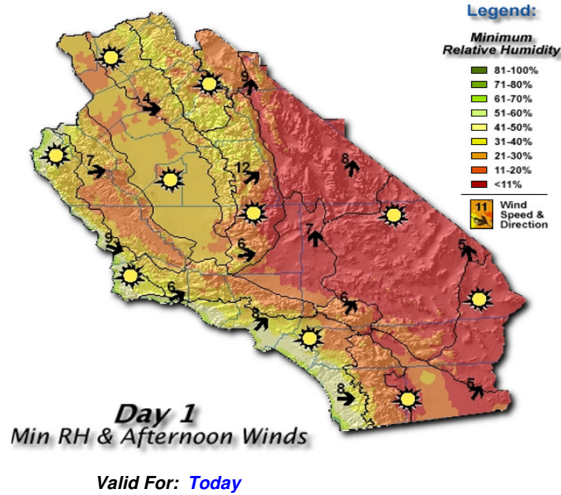 Legend:
Minimum
Relative Humidity
81-100%
71-80%
61-70%
51-60%
41-50%
31-40%
21-30%
11-20%
<11%
11
Wind
Speed &
Direction
9
4
8
7
12
7
9
6
5
6
6
8
8
5
Day 1
Min RH & Afternoon Winds
Valid For: Today